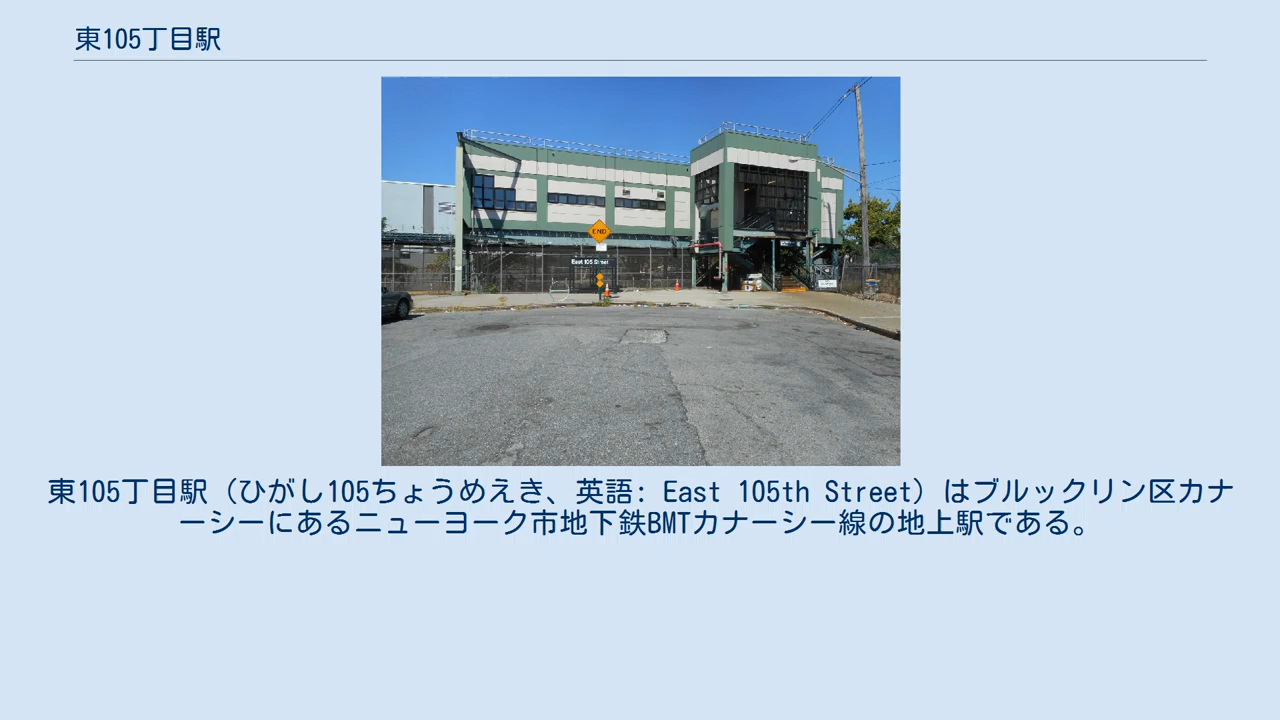 東105丁目駅
END
East 105 Street
東105丁目駅（ひがし105ちょうめえき、英語: East 105th Street）はブルックリン区カナ
ーシーにあるニューヨーク市地下鉄BMTカナーシー線の地上駅である。